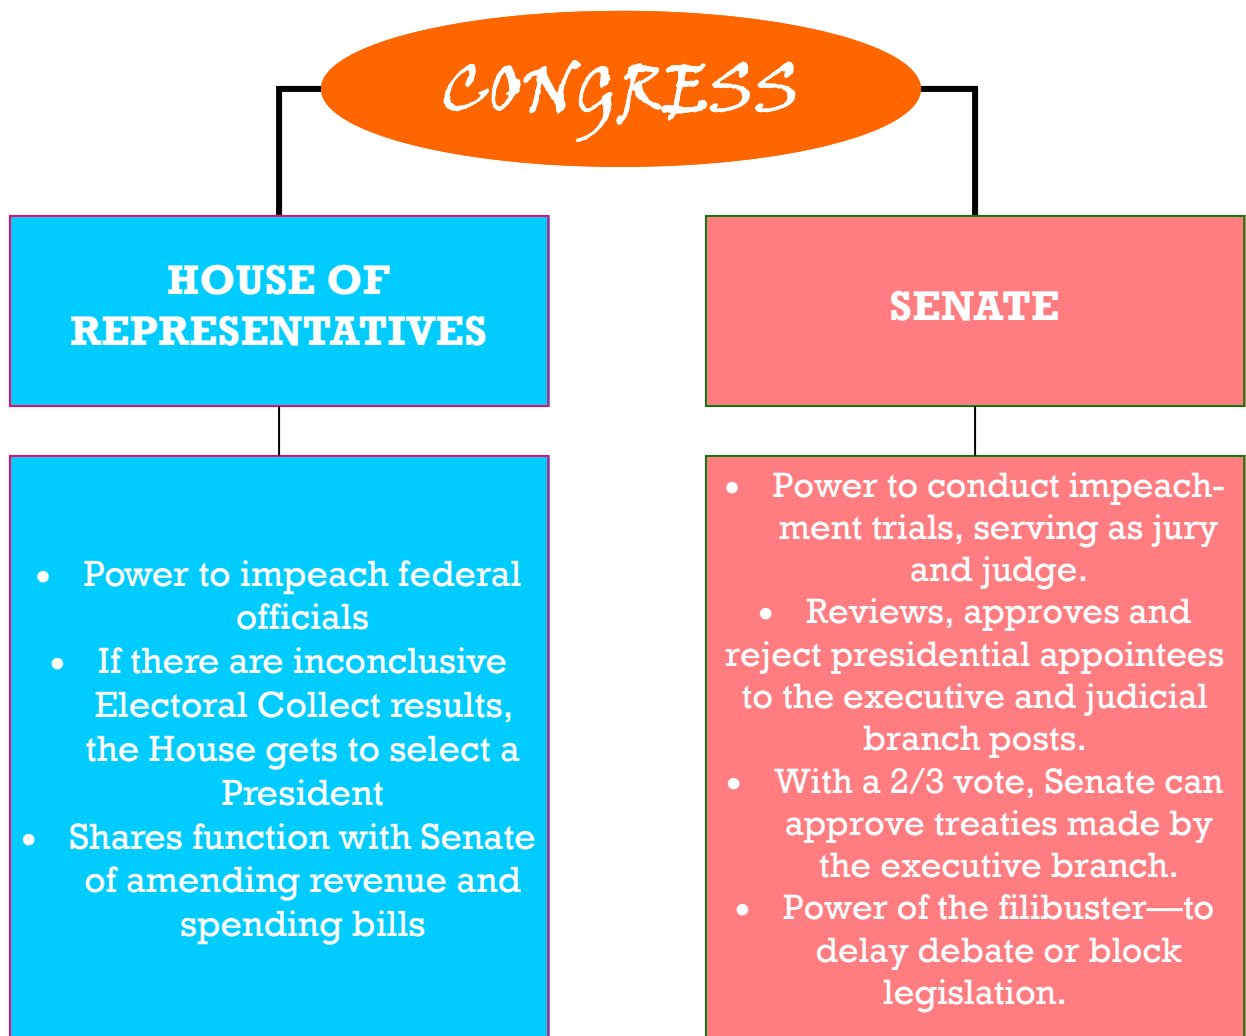 CONGRESS
HOUSE OF
REPRESENTATIVES
SENATE
• Power to impeach federal
officials
• If there are inconclusive
Electoral Collect results,
the House gets to select a
President
• Shares function with Senate
of amending revenue and
spending bills
• Power to conduct impeach-
ment trials, serving as jury
and judge.
• Reviews, approves and
reject presidential appointees
to the executive and judicial
branch posts.
• With a 2/3 vote, Senate can
approve treaties made by
the executive branch.
• Power of the filibuster—to
delay debate or block
legislation.